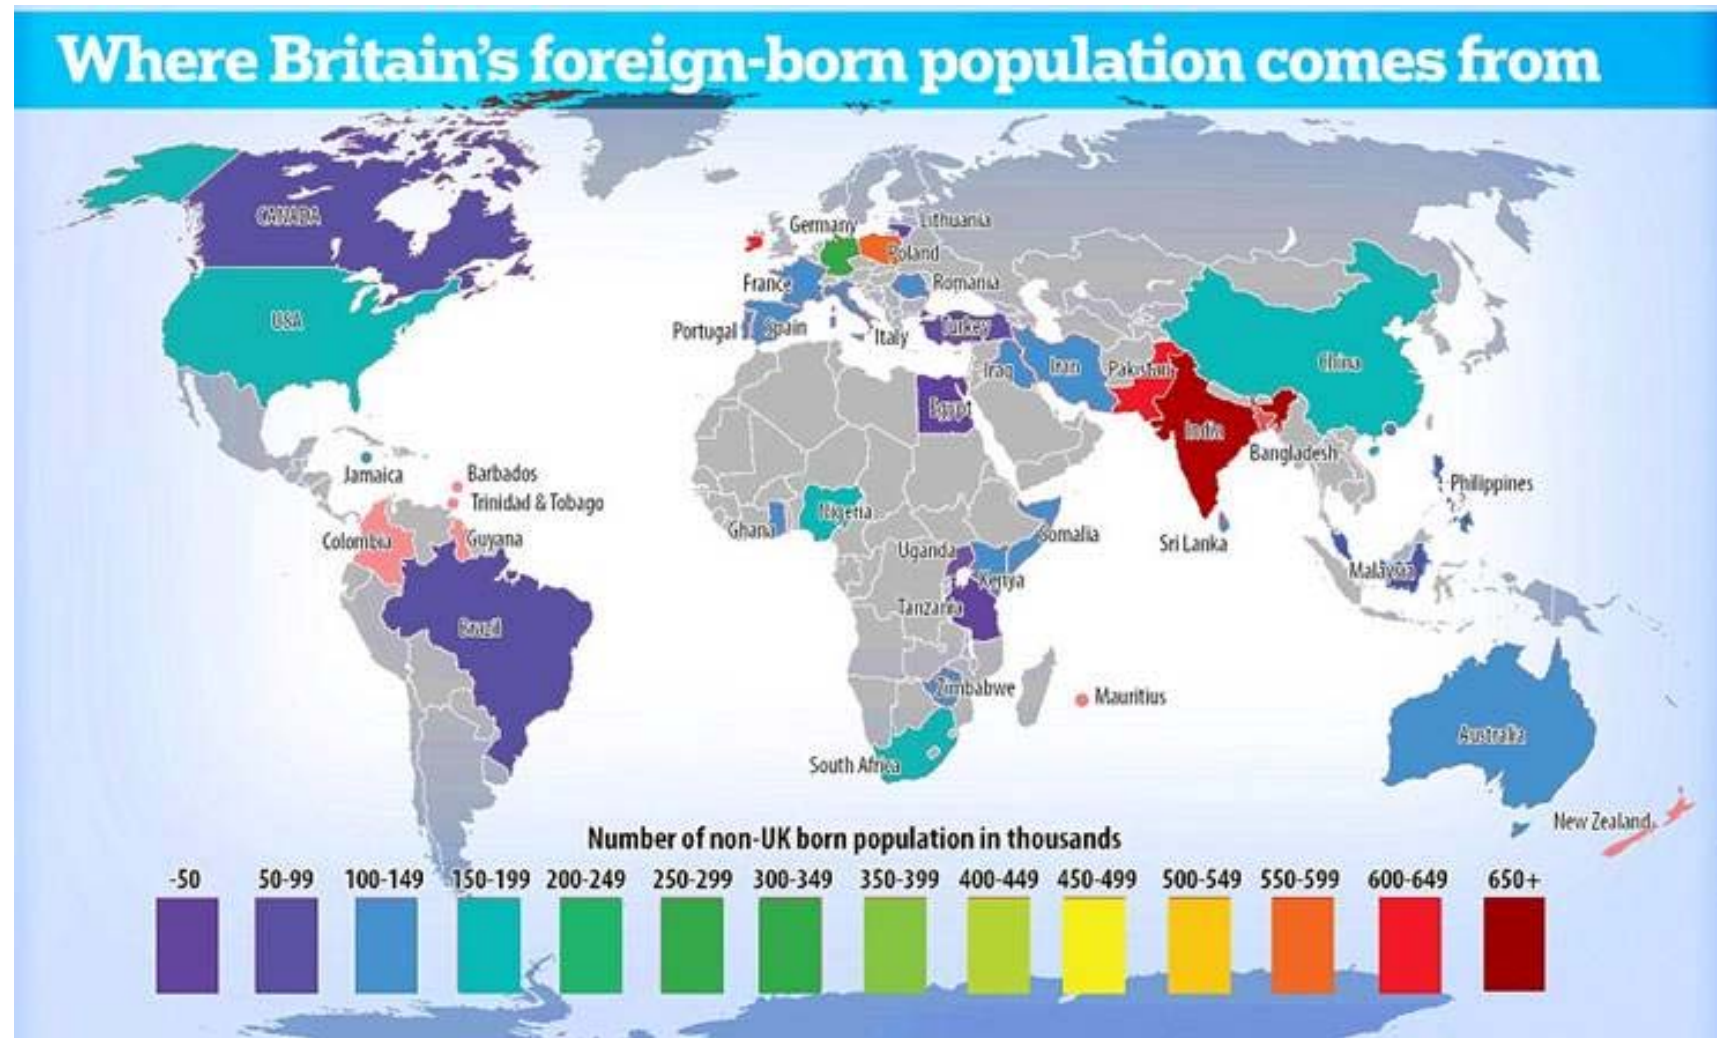 Where Britain's foreign-born population comes from
CANADA
USA
Germany
Lithuania
Poland
France
Romania
Portugal
Spain
Italy
Turkey
Iraq
Iran
Pakistan
China
Egypt
India
Bangladesh
Jamaica
Barbados
Trinidad & Tobago
Philippines
Colombia
Guyana
Ghana
Nigeria
Somalia
Sri Lanka
Uganda
Kenya
Malaysia
Tanzania
Brazil
Zimbabwe
Mauritius
Australia
South Africa
New Zealand
Number of non-UK born population in thousands
-50 50-99 100-149 150-199 200-249 250-299 300-349 350-399 400-449 450-499 500-549 550-599 600-649 650+